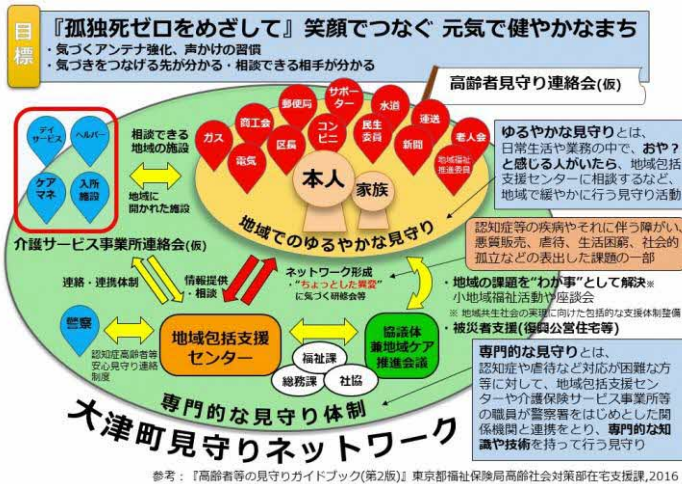 目標
『孤独死ゼロをめざして』笑顔でつなぐ 元気で健やかなまち
・気づくアンテナ強化、声かけの習慣
・気づきをつなげる先が分かる・相談できる相手が分かる
高齢者見守り連絡会(仮)
デイ
サービス
ヘルパー
ケア
マネ
入所
施設
相談できる
地域の施設
地域に
開かれた施設
介護サービス事業所連絡会(仮)
ガス
商工会
電気
郵便局
区長
サポー
ター
コン
ビニ
民生
委員
水道
新聞
運送
老人会
地域福祉
推進委員
本人
家族
地域でのゆるやかな見守り
ゆるやかな見守りとは、
日常生活や業務の中で、おや?
と感じる人がいたら、地域包括
支援センターに相談するなど、
地域で緩やかに行う見守り活動
認知症等の疾病やそれに伴う障がい、
悪質販売、虐待、生活困窮、社会的
孤立などの表出した課題の一部
連絡・連携体制
情報提供
・相談
ネットワーク形成
・“ちょっとした異変”
に気づく研修会等
・地域の課題を“わが事”として解決※
小地域福祉活動や座談会
※ 地域共生社会の実現に向けた包括的な支援体制整備
・被災者支援(復興公営住宅等)
警察
認知症高齢者等
安心見守り連絡
制度
地域包括支援
センター
福祉課
総務課
社協
協議体
兼地域ケア
推進会議
専門的な見守り体制
専門的な見守りとは、
認知症や虐待など対応が困難な方
等に対して、地域包括支援セン
ターや介護保険サービス事業所等
の職員が警察署をはじめとした関
係機関と連携をとり、専門的な知
識や技術を持って行う見守り
大津町見守りネットワーク
参考：『高齢者等の見守りガイドブック(第2版)』東京都福祉保険局高齢社会対策部在宅支援課,2016